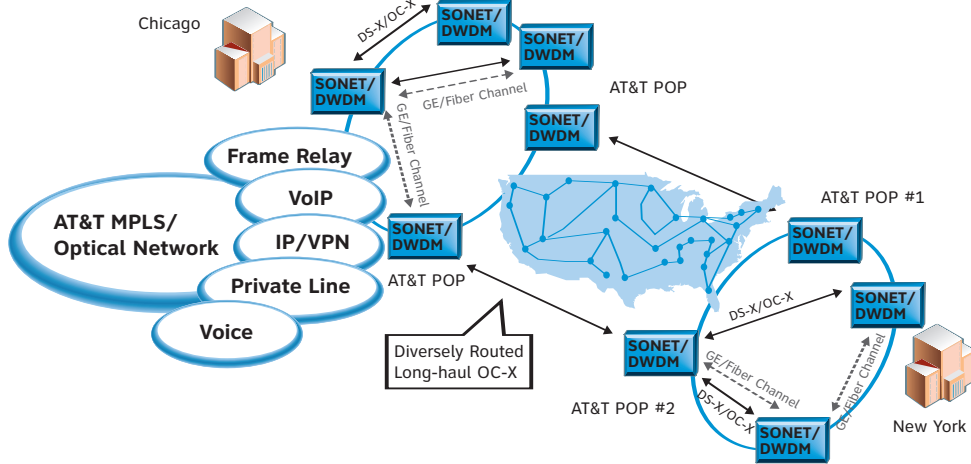 Chicago
DS-X/OC-X
SONET/
DWDM
SONET/
DWDM
SONET/
DWDM
GE/Fiber Channel
GE/Fiber Channel
AT&T POP
SONET/
DWDM
Frame Relay
VoIP
AT&T MPLS/
Optical Network
IP/VPN
Private Line
Voice
SONET/
DWDM
AT&T POP
AT&T POP #1
SONET/
DWDM
Diversely Routed
Long-haul OC-X
DS-X/OC-X
SONET/
DWDM
SONET/
DWDM
AT&T POP #2
GE/Fiber Channel
DS-X/OC-X
GE/Fiber Channel
SONET/
DWDM
New York